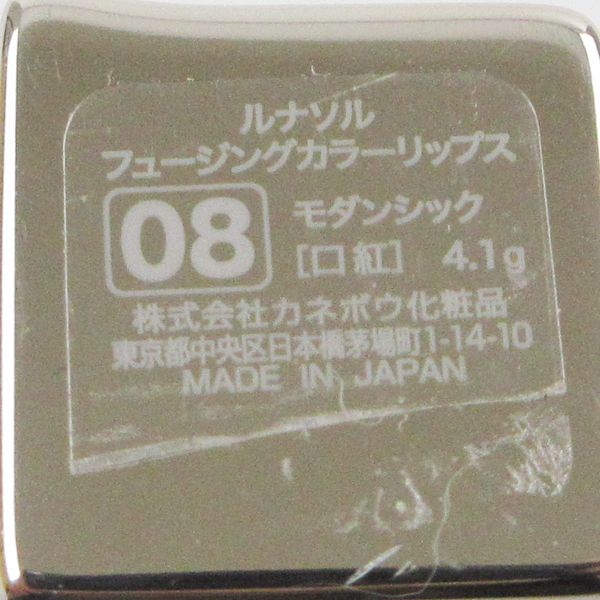 ルナソル
フュージングカラーリップス
08 モダンシック
[口紅] 4.1g
株式会社カネボウ化粧品
東京都中央区日本橋茅場町1-14-10
MADE IN JAPAN